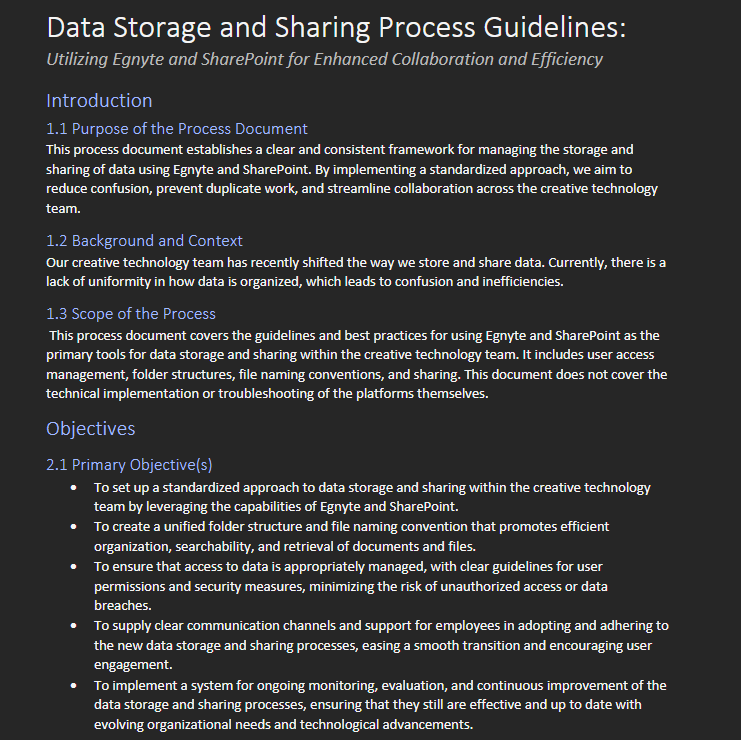 Data Storage and Sharing Process Guidelines:
Utilizing Egnyte and SharePoint for Enhanced Collaboration and Efficiency
Introduction
1.1 Purpose of the Process Document
This process document establishes a clear and consistent framework for managing the storage and
sharing of data using Egnyte and SharePoint. By implementing a standardized approach, we aim to
reduce confusion, prevent duplicate work, and streamline collaboration across the creative technology
team.
1.2 Background and Context
Our creative technology team has recently shifted the way we store and share data. Currently, there is a
lack of uniformity in how data is organized, which leads to confusion and inefficiencies.
1.3 Scope of the Process
This process document covers the guidelines and best practices for using Egnyte and SharePoint as the
primary tools for data storage and sharing within the creative technology team. It includes user access
management, folder structures, file naming conventions, and sharing. This document does not cover the
technical implementation or troubleshooting of the platforms themselves.
Objectives
2.1 Primary Objective(s)
• To set up a standardized approach to data storage and sharing within the creative technology
team by leveraging the capabilities of Egnyte and SharePoint.
• To create a unified folder structure and file naming convention that promotes efficient
organization, searchability, and retrieval of documents and files.
• To ensure that access to data is appropriately managed, with clear guidelines for user
permissions and security measures, minimizing the risk of unauthorized access or data
breaches.
• To supply clear communication channels and support for employees in adopting and adhering to
the new data storage and sharing processes, easing a smooth transition and encouraging user
engagement.
• To implement a system for ongoing monitoring, evaluation, and continuous improvement of the
data storage and sharing processes, ensuring that they still are effective and up to date with
evolving organizational needs and technological advancements.